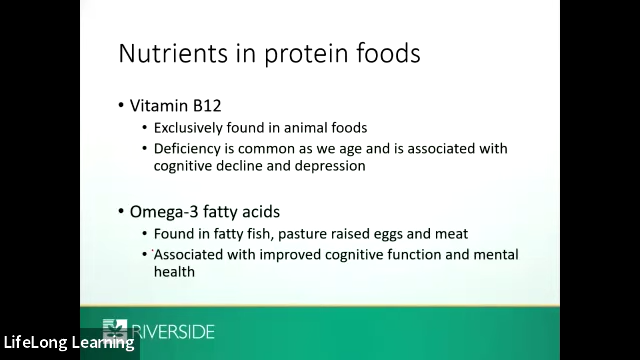 Nutrients in protein foods
• Vitamin B12
• Exclusively found in animal foods
• Deficiency is common as we age and is associated with
cognitive decline and depression
• Omega-3 fatty acids
• Found in fatty fish, pasture raised eggs and meat
• Associated with improved cognitive function and mental
health
RIVERSIDE
LifeLong Learning